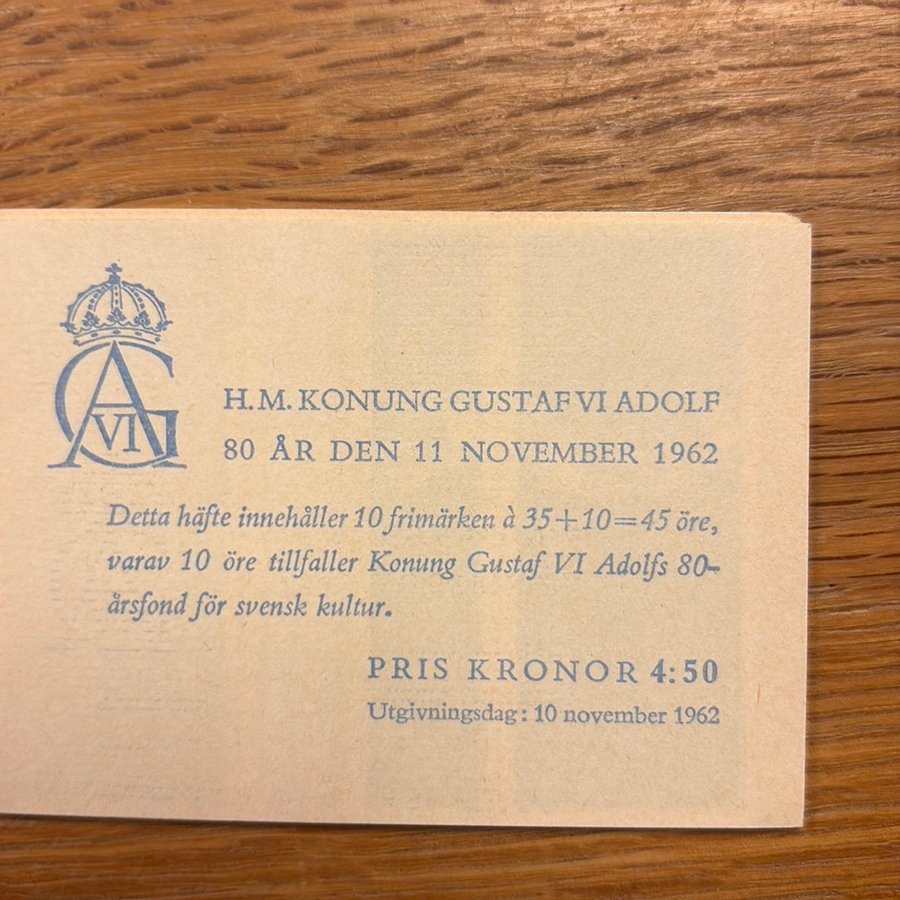 GA VI
H.M. KONUNG GUSTAF VI ADOLF
80 ÅR DEN 11 NOVEMBER 1962
Detta häfte innehåller 10 frimärken à 35+10=45 öre,
varav 10 öre tillfaller Konung Gustaf VI Adolfs 80-
årsfond för svensk kultur.
PRIS KRONOR 4:50
Utgivningsdag: 10 november 1962